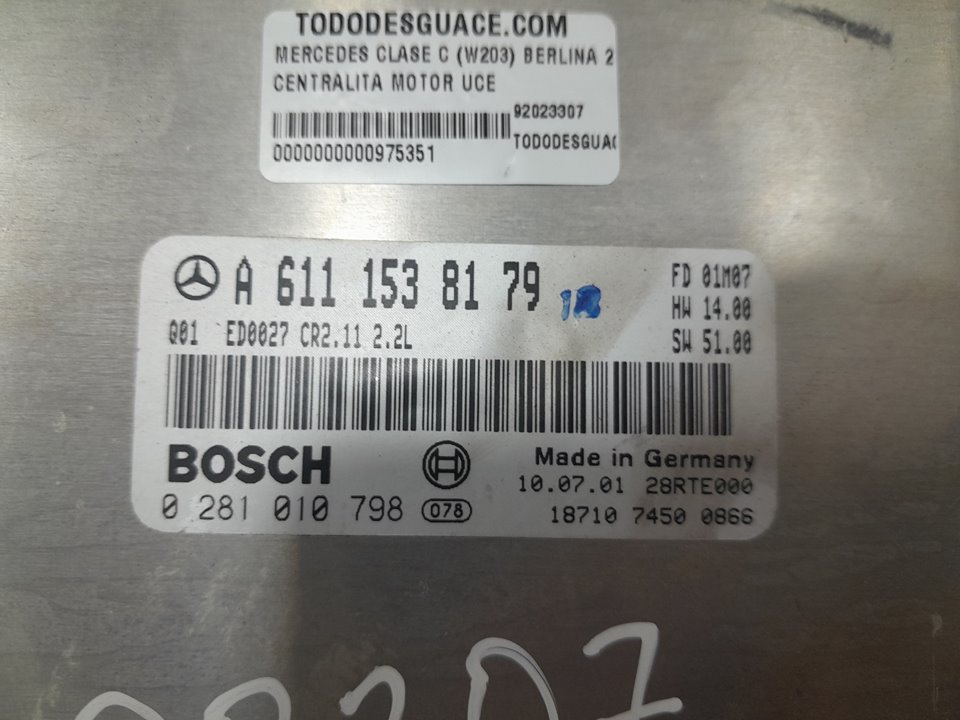 TODODESGUACE.COM
MERCEDES CLASE C (W203) BERLINA 2
CENTRALITA MOTOR UCE
92023307
TODODESGUAC
0000000000975351
A 611 153 81 79
FD 01M07
HW 14.00
Q01 ED0027 CR2.11 2.2L
SW 51.00
BOSCH
Made in Germany
10.07.01 28RTE000
0 281 010 798 078
18710 7450 0866